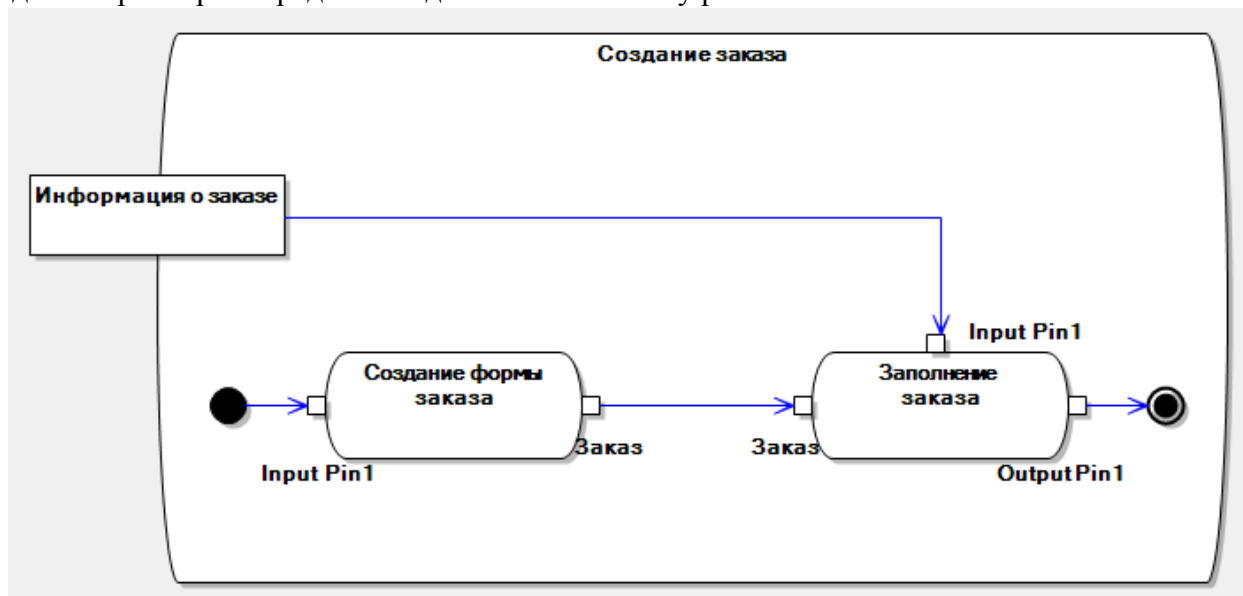 Создание заказа
Информация о заказе
Input Pin1
Создание формы
заказа
Заполнение
заказа
Заказ
Заказ
Input Pin1
Output Pin1